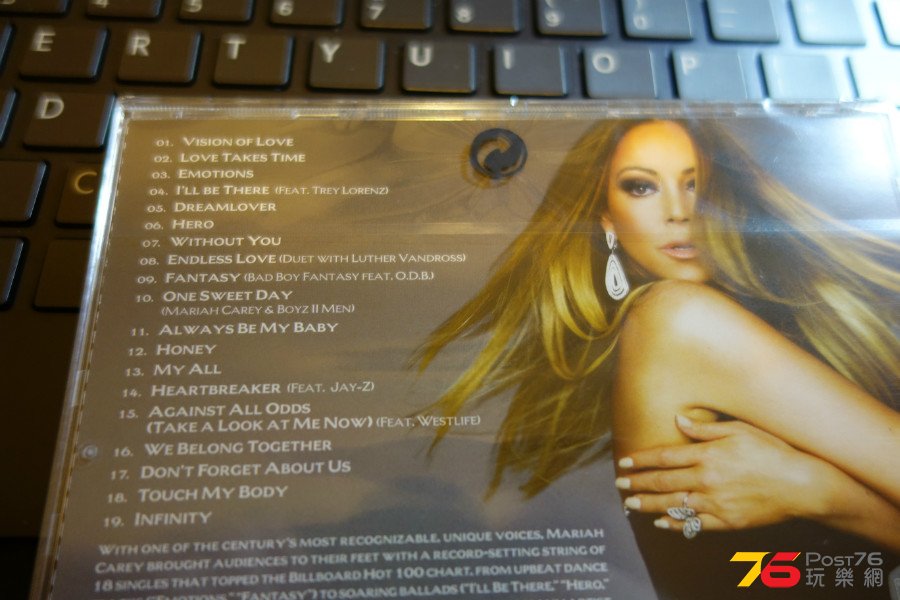 5 6 7 8 9 0
E R T Y U I O P
D
C
01. VISION OF LOVE
02. LOVE TAKES TIME
03. EMOTIONS
04. I'LL BE THERE (FEAT. TREY LORENZ)
05. DREAMLOVER
06. HERO
07. WITHOUT YOU
08. ENDLESS LOVE (DUET WITH LUTHER VANDROSS)
09. FANTASY (BAD BOY FANTASY FEAT. O.D.B.)
10. ONE SWEET DAY
(MARIAH CAREY & BOYZ II MEN)
11. ALWAYS BE MY BABY
12. HONEY
13. MY ALL
14. HEARTBREAKER (FEAT. JAY-Z)
15. AGAINST ALL ODDS
(TAKE A LOOK AT ME NOW) (FEAT. WESTLIFE)
16. WE BELONG TOGETHER
17. DON'T FORGET ABOUT US
18. TOUCH MY BODY
19. INFINITY
WITH ONE OF THE CENTURY'S MOST RECOGNIZABLE, UNIQUE VOICES, MARIAH
CAREY BROUGHT AUDIENCES TO THEIR FEET WITH A RECORD-SETTING STRING OF
18 SINGLES THAT TOPPED THE BILLBOARD HOT 100 CHART, FROM UPBEAT DANCE
"EMOTIONS," "FANTASY") TO SOARING BALLADS ("I'LL BE THERE," "HERO,"
76 POST76
玩樂網